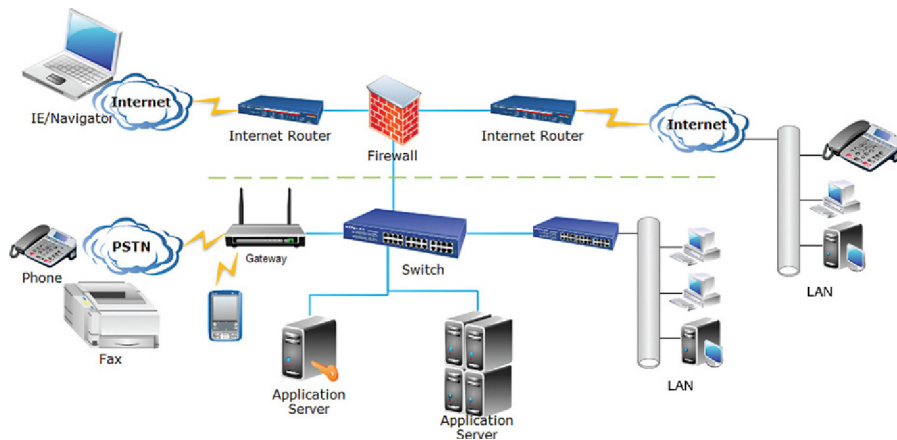 Internet
IE/Navigator
Internet Router
Firewall
Internet Router
Internet
LAN
PSTN
Phone
Gateway
Switch
Fax
Application
Server
Application
Server
LAN